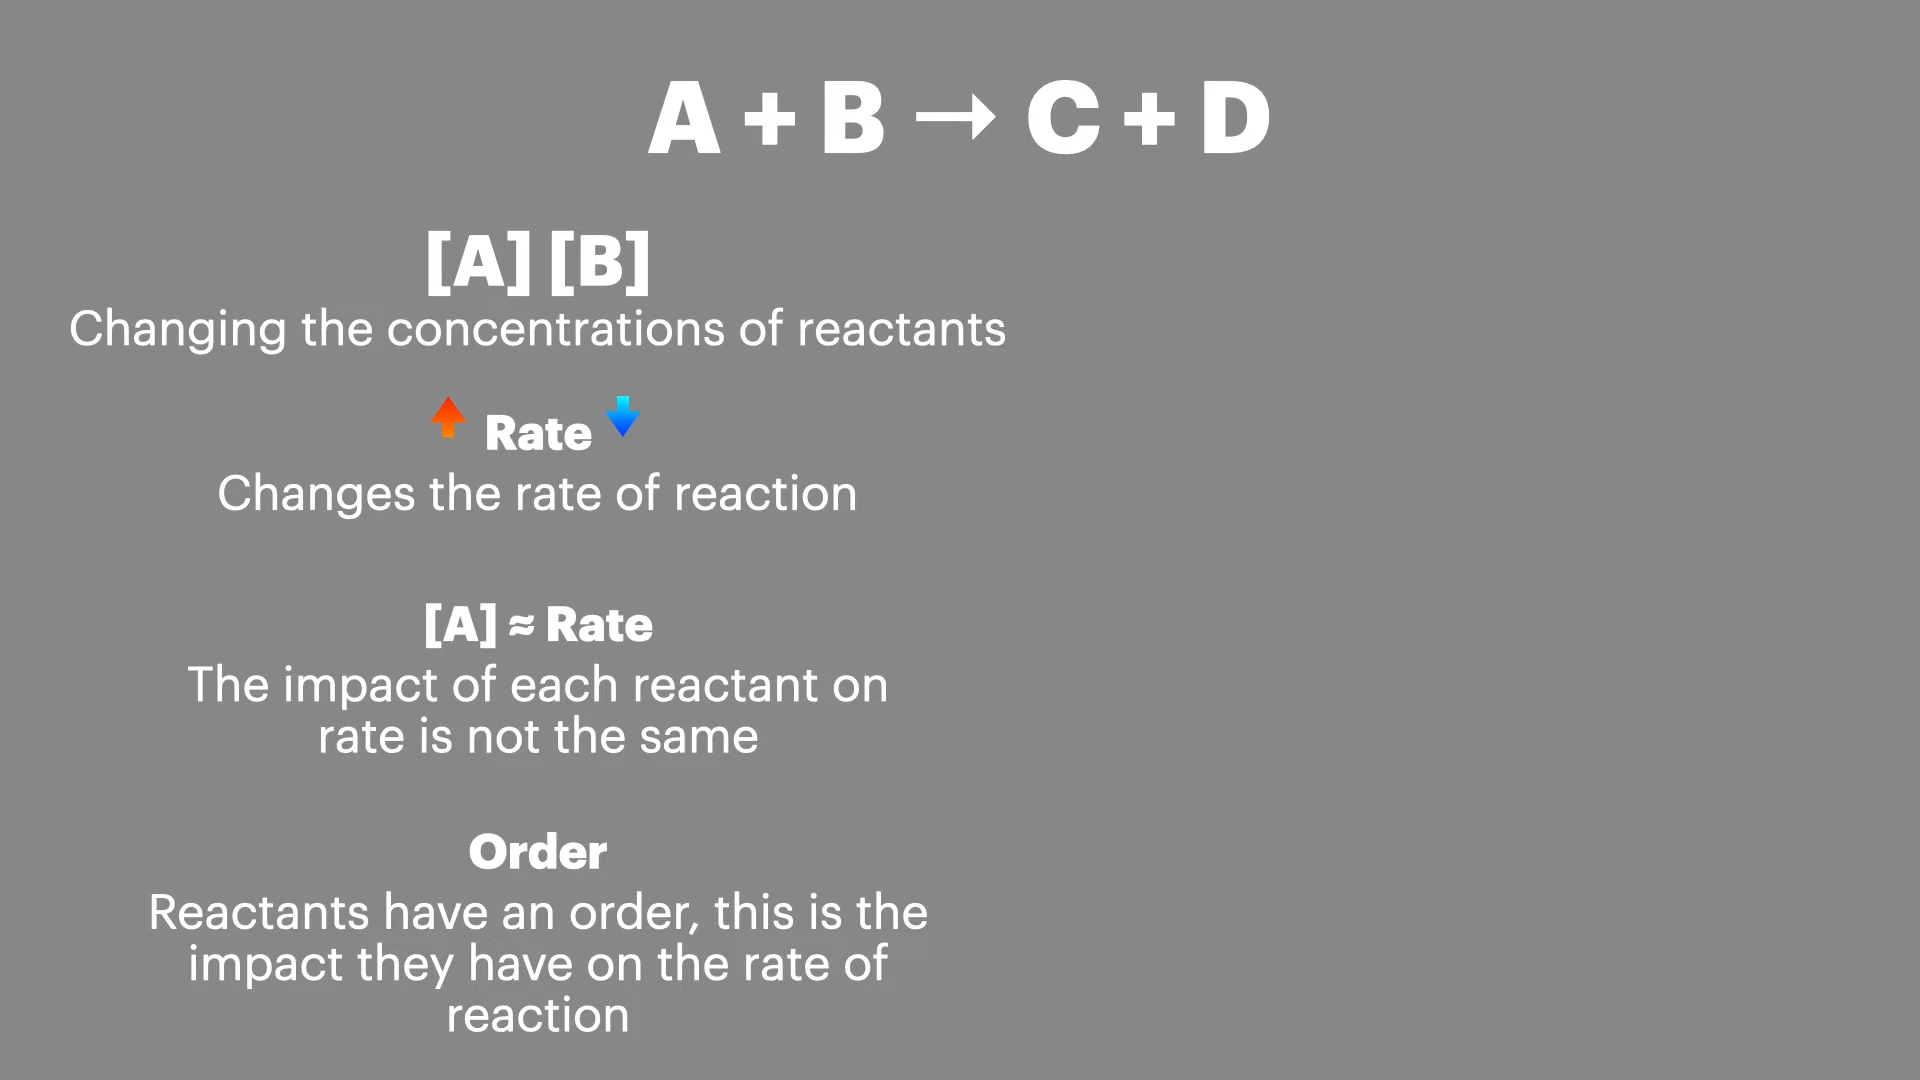 A + B → C + D
[A] [B]
Changing the concentrations of reactants
Rate
Changes the rate of reaction
[A] ≈ Rate
The impact of each reactant on
rate is not the same
Order
Reactants have an order, this is the
impact they have on the rate of
reaction